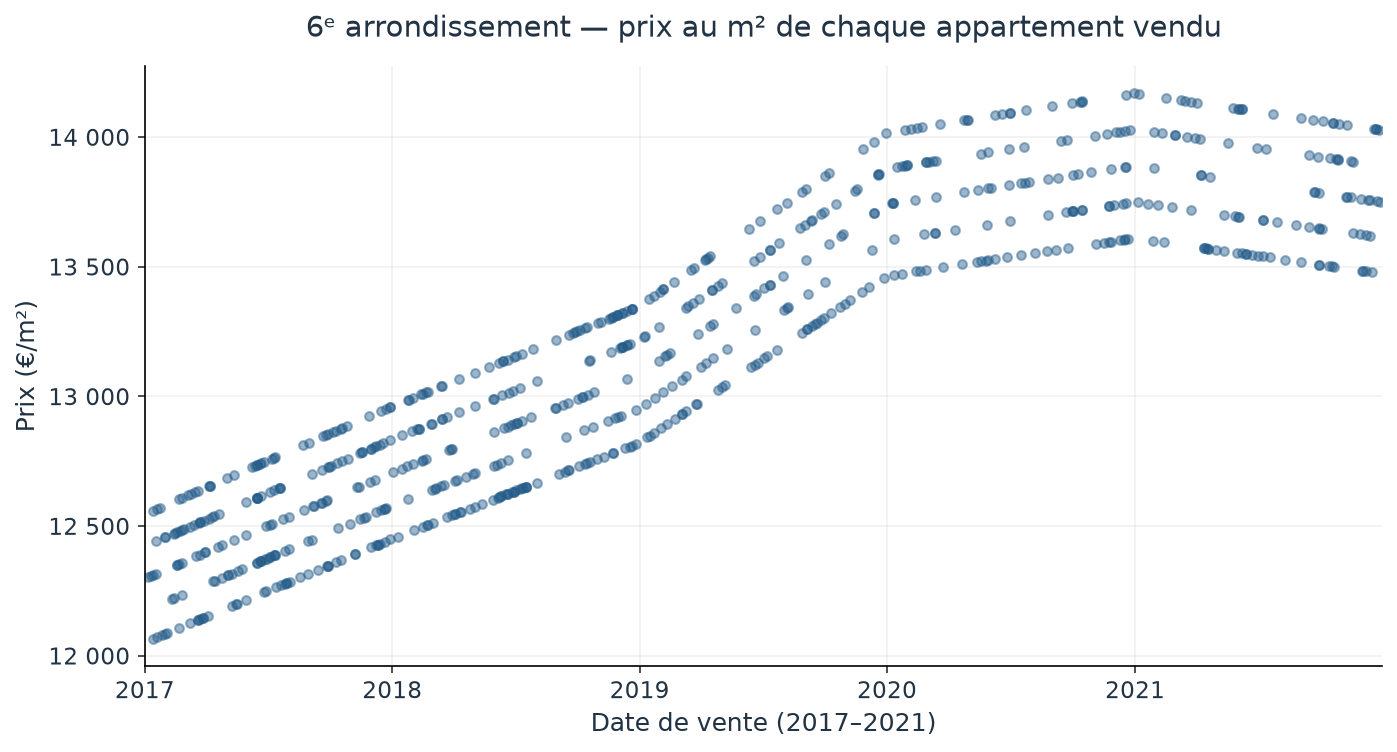 6ᵉ arrondissement — prix au m² de chaque appartement vendu
Prix (€/m²)
14 000
13 500
13 000
12 500
12 000
2017 2018 2019 2020 2021
Date de vente (2017–2021)